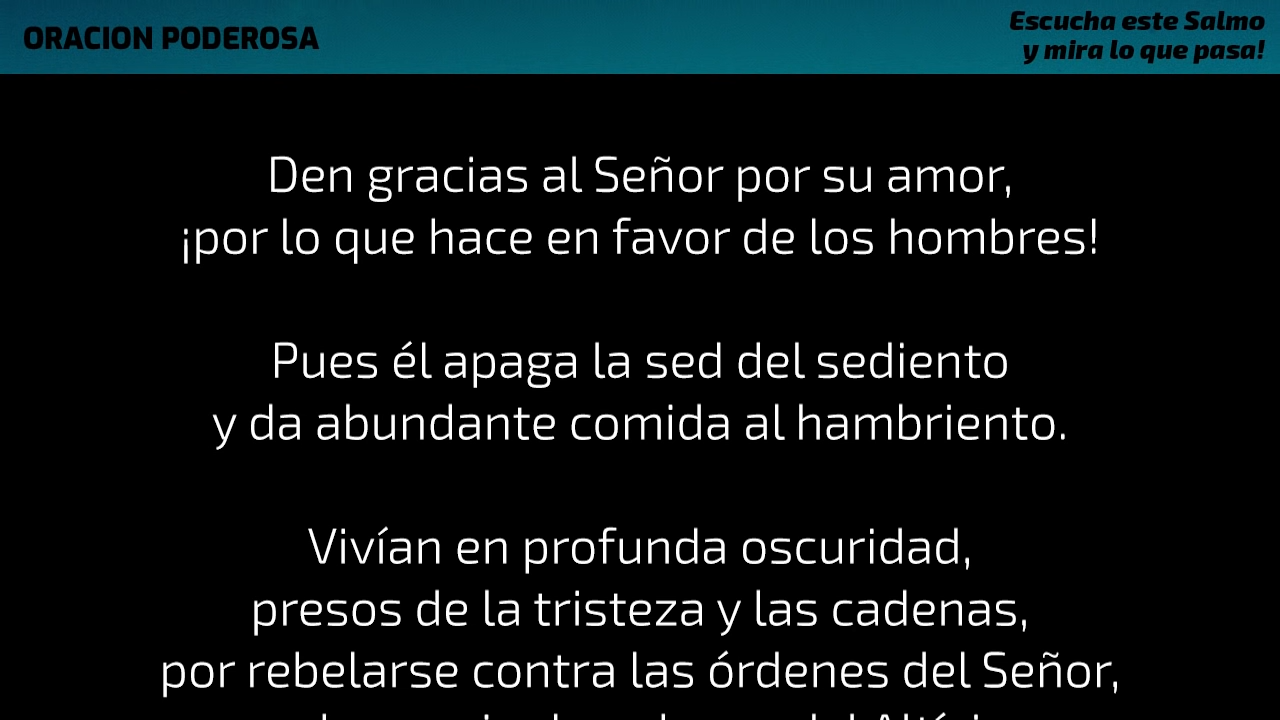 ORACION PODEROSA
Escucha este Salmo
y mira lo que pasa!
Den gracias al Señor por su amor,
¡por lo que hace en favor de los hombres!
Pues él apaga la sed del sediento
y da abundante comida al hambriento.
Vivían en profunda oscuridad,
presos de la tristeza y las cadenas,
por rebelarse contra las órdenes del Señor,